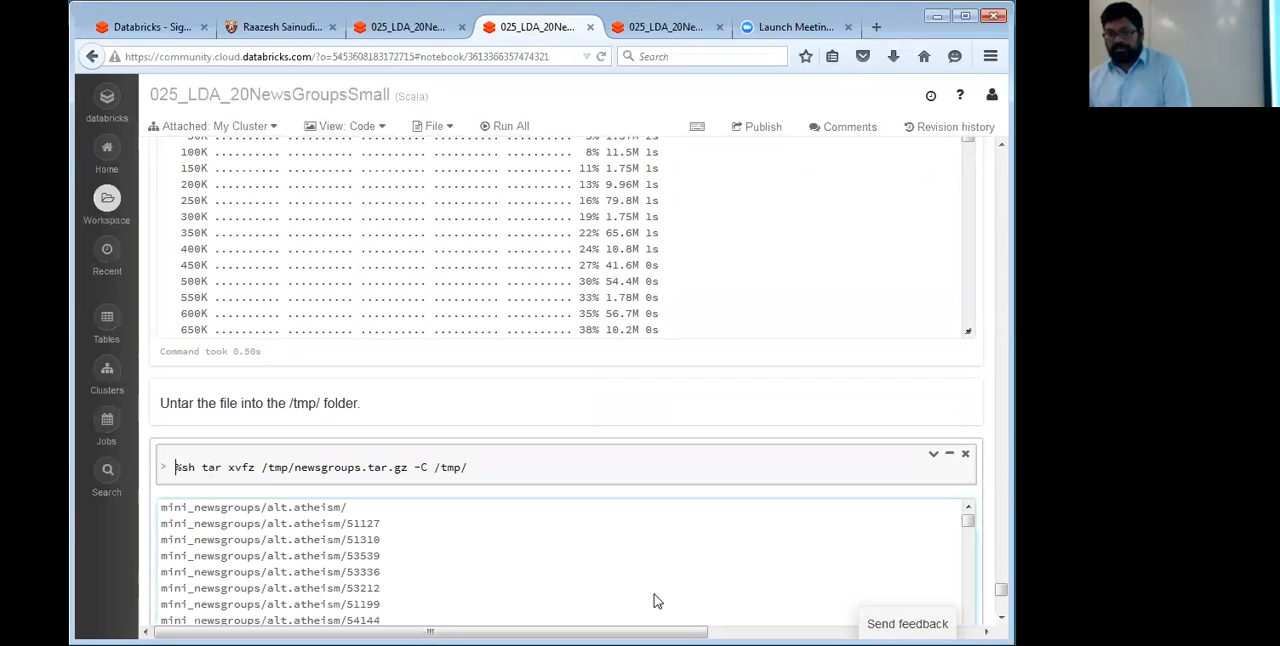 Databricks - Sig...
Raazesh Sainudi...
025_LDA_20Ne...
025_LDA_20Ne...
025_LDA_20Ne...
Launch Meetin...
https://community.cloud.databricks.com/?o=5453608183172715#notebook/3613366357474321
Search
databricks
Home
Workspace
Recent
Tables
Clusters
Jobs
Search
025_LDA_20NewsGroupsSmall (Scala)
Attached: My Cluster
View: Code
File
Run All
Publish
Comments
Revision history
100K .......... .......... .......... .......... .......... 8% 11.5M 1s
150K .......... .......... .......... .......... .......... 11% 1.75M 1s
200K .......... .......... .......... .......... .......... 13% 9.96M 1s
250K .......... .......... .......... .......... .......... 16% 79.8M 1s
300K .......... .......... .......... .......... .......... 19% 1.75M 1s
350K .......... .......... .......... .......... .......... 22% 65.6M 1s
400K .......... .......... .......... .......... .......... 24% 10.8M 1s
450K .......... .......... .......... .......... .......... 27% 41.6M 0s
500K .......... .......... .......... .......... .......... 30% 54.4M 0s
550K .......... .......... .......... .......... .......... 33% 1.78M 0s
600K .......... .......... .......... .......... .......... 35% 56.7M 0s
650K .......... .......... .......... .......... .......... 38% 10.2M 0s
Command took 0.50s
Untar the file into the /tmp/ folder.
> %sh tar xvfz /tmp/newsgroups.tar.gz -C /tmp/
mini_newsgroups/alt.atheism/
mini_newsgroups/alt.atheism/51127
mini_newsgroups/alt.atheism/51310
mini_newsgroups/alt.atheism/53539
mini_newsgroups/alt.atheism/53336
mini_newsgroups/alt.atheism/53212
mini_newsgroups/alt.atheism/51199
mini_newsgroups/alt.atheism/54144
Send feedback